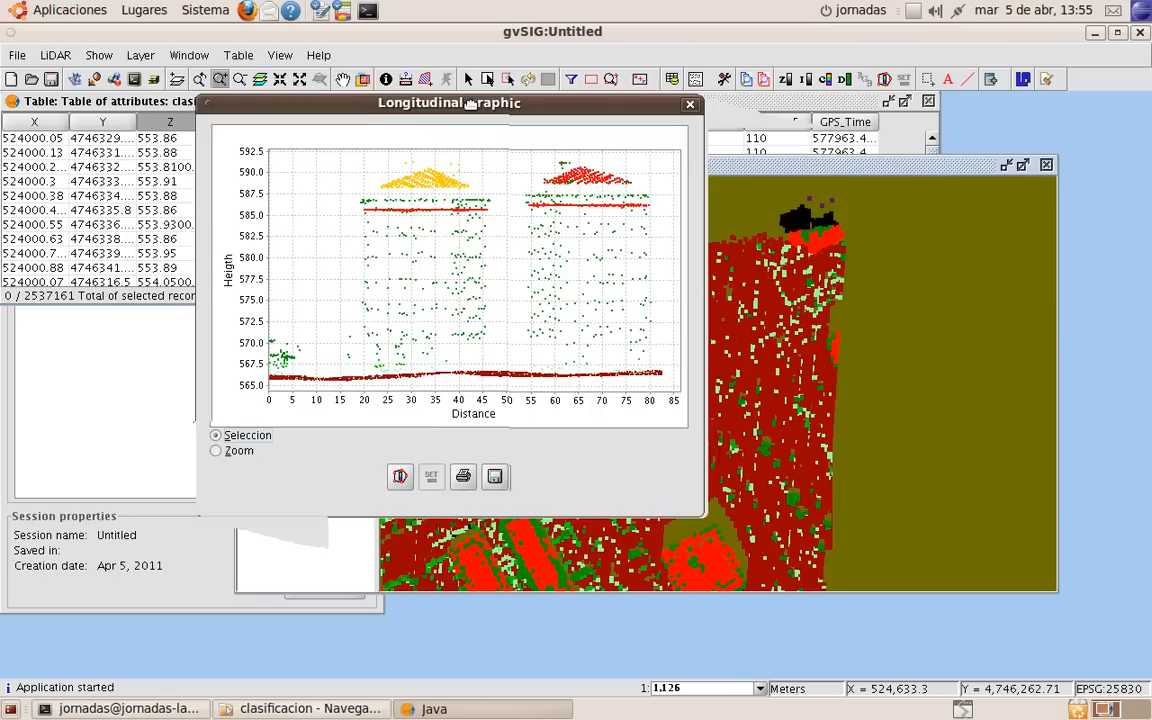 Aplicaciones Lugares Sistema ? jornadas mar 5 de abr, 13:55
gvSIG:Untitled
File LiDAR Show Layer Window Table View Help
Table: Table of attributes: clasi
Longitudinal graphic
X Y Z
GPS_Time
524000.05 4746329.... 553.86
110 577963.4...
524000.13 4746331.... 553.88
110 577963.4...
524000.2... 4746332.... 553.8100...
524000.3 4746333.... 553.91
524000.38 4746334.... 553.88
524000.4... 4746335.8 553.86
524000.55 4746336.... 553.9300...
524000.63 4746338.... 553.86
524000.7... 4746339.... 553.95
524000.88 4746341.... 553.89
524000.07 4746316.5 554.0500...
0 / 2537161 Total of selected recor
592.5
590.0
587.5
585.0
582.5
580.0
577.5
575.0
572.5
570.0
567.5
565.0
Heigth
0 5 10 15 20 25 30 35 40 45 50 55 60 65 70 75 80 85
Distance
Seleccion
Zoom
SET
Session properties
Session name: Untitled
Saved in:
Creation date: Apr 5, 2011
Application started
1: 1.126
Meters
X = 524,633.3
Y = 4,746,262.71
EPSG:25830
jornadas@jornadas-la...
clasificacion - Navega...
Java